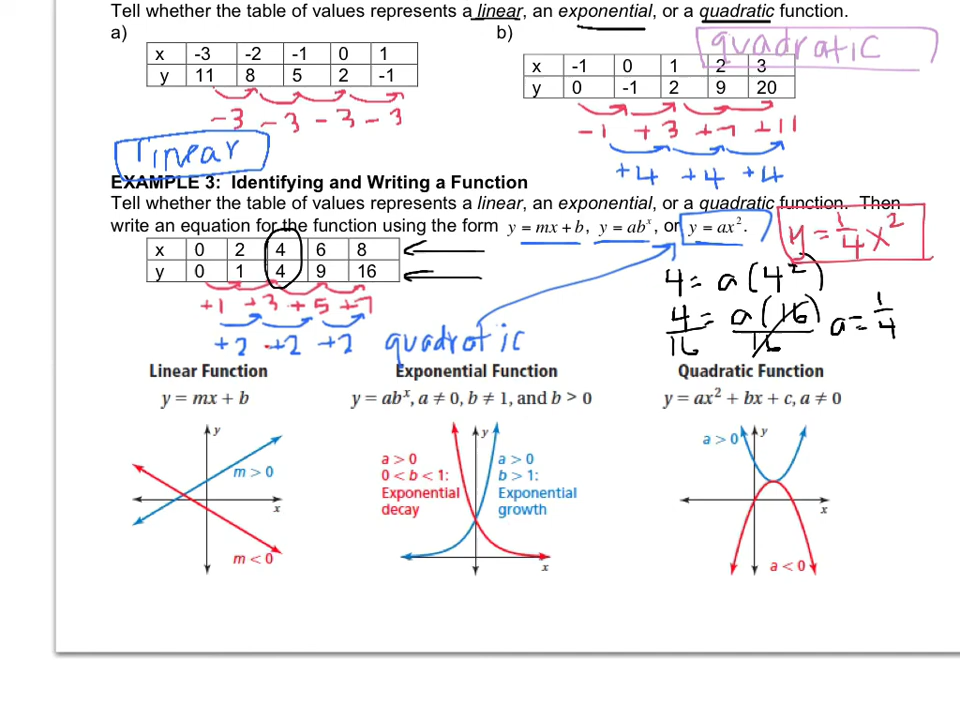 Tell whether the table of values represents a linear, an exponential, or a quadratic function.
a)
b)
quadratic
x -3 -2 -1 0 1
y 11 8 5 2 -1
x -1 0 1 2 3
y 0 -1 2 9 20
-3 -3 -3 -3
-1 +3 +7 +11
Linear
+4 +4 +4
EXAMPLE 3: Identifying and Writing a Function
Tell whether the table of values represents a linear, an exponential, or a quadratic function. Then
write an equation for the function using the form y = mx + b, y = abˣ, or y = ax².
y = 1/4 x²
x 0 2 4 6 8
y 0 1 4 9 16
4 = a(4²)
+1 +3 +5 +7
4/16 = a(16)/16 a = 1/4
+2 +2 +2
quadratic
Linear Function
y = mx + b
Exponential Function
y = abˣ, a ≠ 0, b ≠ 1, and b > 0
Quadratic Function
y = ax² + bx + c, a ≠ 0
y
m > 0
x
m < 0
y
a > 0
0 < b < 1:
Exponential
decay
a > 0
b > 1:
Exponential
growth
x
a > 0
y
x
a < 0